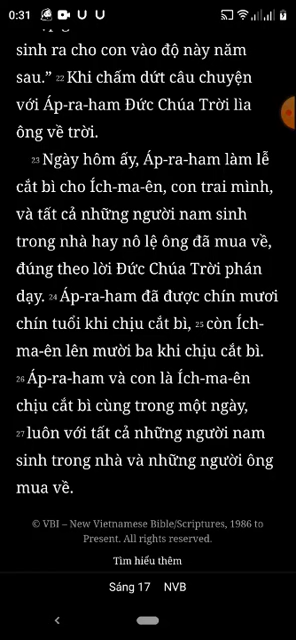 0:31
sinh ra cho con vào độ này năm
sau.” 22 Khi chấm dứt câu chuyện
với Áp-ra-ham Đức Chúa Trời lìa
ông về trời.
23 Ngày hôm ấy, Áp-ra-ham làm lễ
cắt bì cho Ích-ma-ên, con trai mình,
và tất cả những người nam sinh
trong nhà hay nô lệ ông đã mua về,
đúng theo lời Đức Chúa Trời phán
dạy. 24 Áp-ra-ham đã được chín mươi
chín tuổi khi chịu cắt bì, 25 còn Ích-
ma-ên lên mười ba khi chịu cắt bì.
26 Áp-ra-ham và con là Ích-ma-ên
chịu cắt bì cùng trong một ngày,
27 luôn với tất cả những người nam
sinh trong nhà và những người ông
mua về.
© VBI – New Vietnamese Bible/Scriptures, 1986 to
Present. All rights reserved.
Tìm hiểu thêm
Sáng 17 NVB